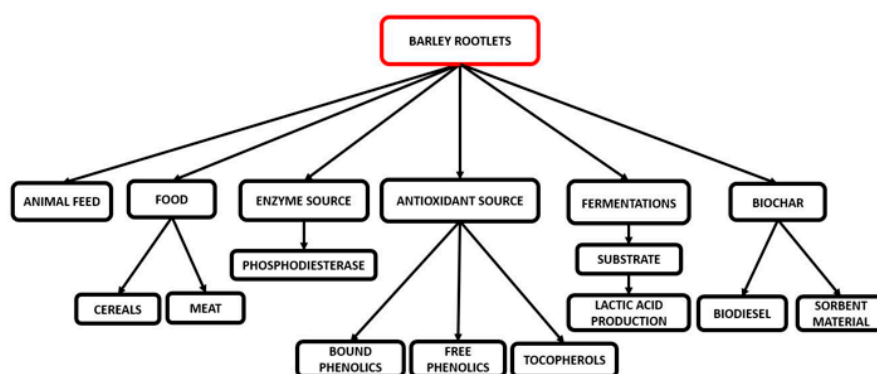 BARLEY ROOTLETS
ANIMAL FEED
FOOD
ENZYME SOURCE
ANTIOXIDANT SOURCE
FERMENTATIONS
BIOCHAR
PHOSPHODIESTERASE
SUBSTRATE
CEREALS
MEAT
LACTIC ACID
PRODUCTION
BIODIESEL
SORBENT
MATERIAL
BOUND
PHENOLICS
FREE
PHENOLICS
TOCOPHEROLS